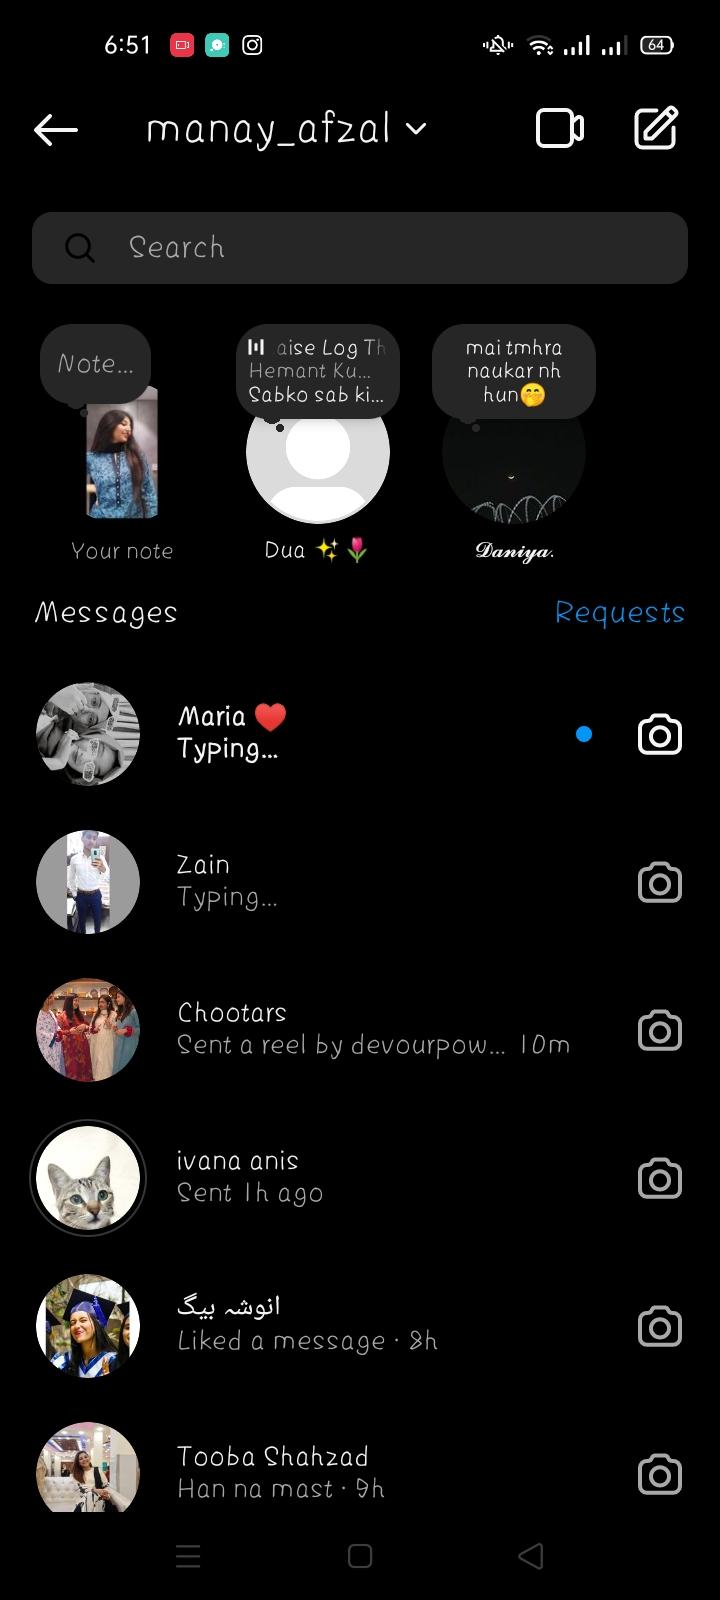 6:51
64
manay_afzal
Search
Note...
aise Log Th
Hemant Ku...
Sabko sab ki...
mai tmhra
naukar nh
hun🤭
Your note
Dua ✨🌷
𝓓𝓪𝓷𝓲𝔂𝓪.
Messages
Requests
Maria ❤️
Typing...
Zain
Typing...
Chootars
Sent a reel by devourpow... 10m
ivana anis
Sent 1h ago
انوشہ بیگ
Liked a message · 8h
Tooba Shahzad
Han na mast · 9h